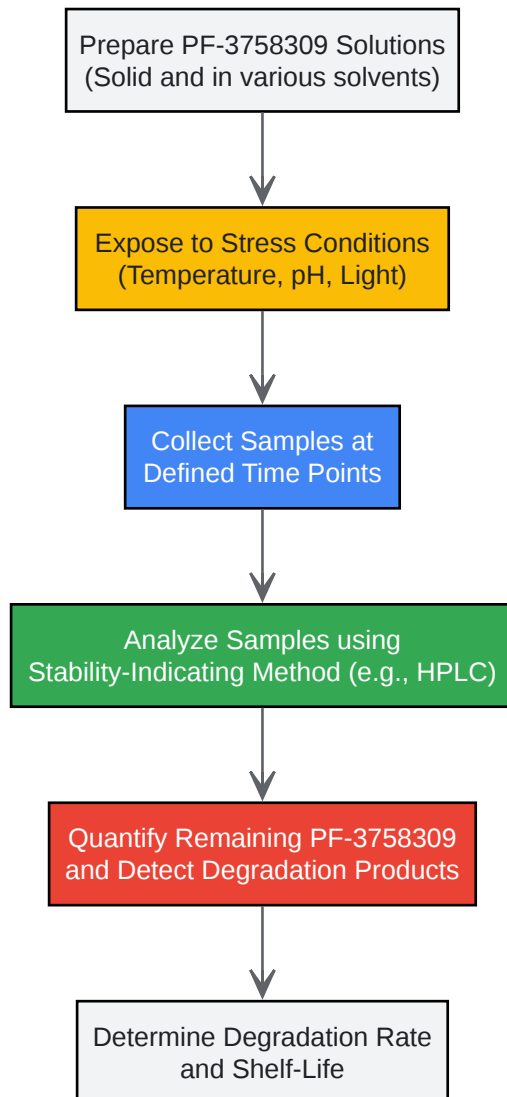 Prepare PF-3758309 Solutions
(Solid and in various solvents)
Expose to Stress Conditions
(Temperature, pH, Light)
Collect Samples at
Defined Time Points
Analyze Samples using
Stability-Indicating Method (e.g., HPLC)
Quantify Remaining PF-3758309
and Detect Degradation Products
Determine Degradation Rate
and Shelf-Life